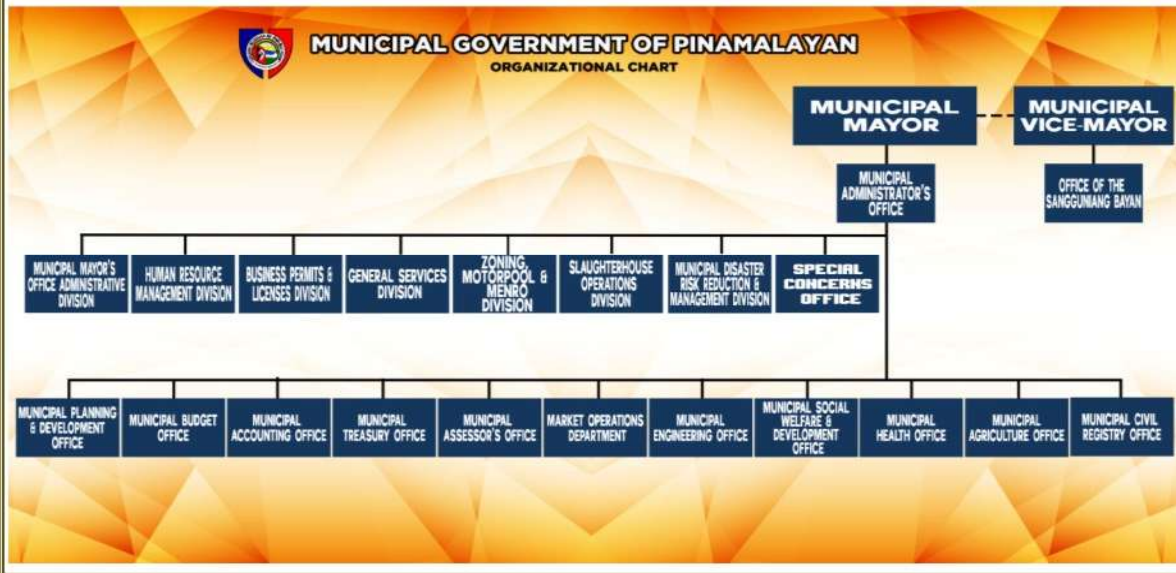 MUNICIPAL GOVERNMENT OF PINAMALAYAN
ORGANIZATIONAL CHART
MUNICIPAL
MAYOR
MUNICIPAL
VICE-MAYOR
MUNICIPAL
ADMINISTRATOR'S
OFFICE
OFFICE OF THE
SANGGUNIANG BAYAN
MUNICIPAL MAYOR'S
OFFICE ADMINISTRATIVE
DIVISION
HUMAN RESOURCE
MANAGEMENT DIVISION
BUSINESS PERMITS &
LICENSES DIVISION
GENERAL SERVICES
DIVISION
ZONING,
MOTORPOOL &
MENRO
DIVISION
SLAUGHTERHOUSE
OPERATIONS
DIVISION
MUNICIPAL DISASTER
RISK REDUCTION &
MANAGEMENT DIVISION
SPECIAL
CONCERNS
OFFICE
MUNICIPAL PLANNING
& DEVELOPMENT
OFFICE
MUNICIPAL BUDGET
OFFICE
MUNICIPAL
ACCOUNTING OFFICE
MUNICIPAL
TREASURY OFFICE
MUNICIPAL
ASSESSOR'S OFFICE
MARKET OPERATIONS
DEPARTMENT
MUNICIPAL
ENGINEERING OFFICE
MUNICIPAL SOCIAL
WELFARE &
DEVELOPMENT
OFFICE
MUNICIPAL
HEALTH OFFICE
MUNICIPAL
AGRICULTURE OFFICE
MUNICIPAL CIVIL
REGISTRY OFFICE